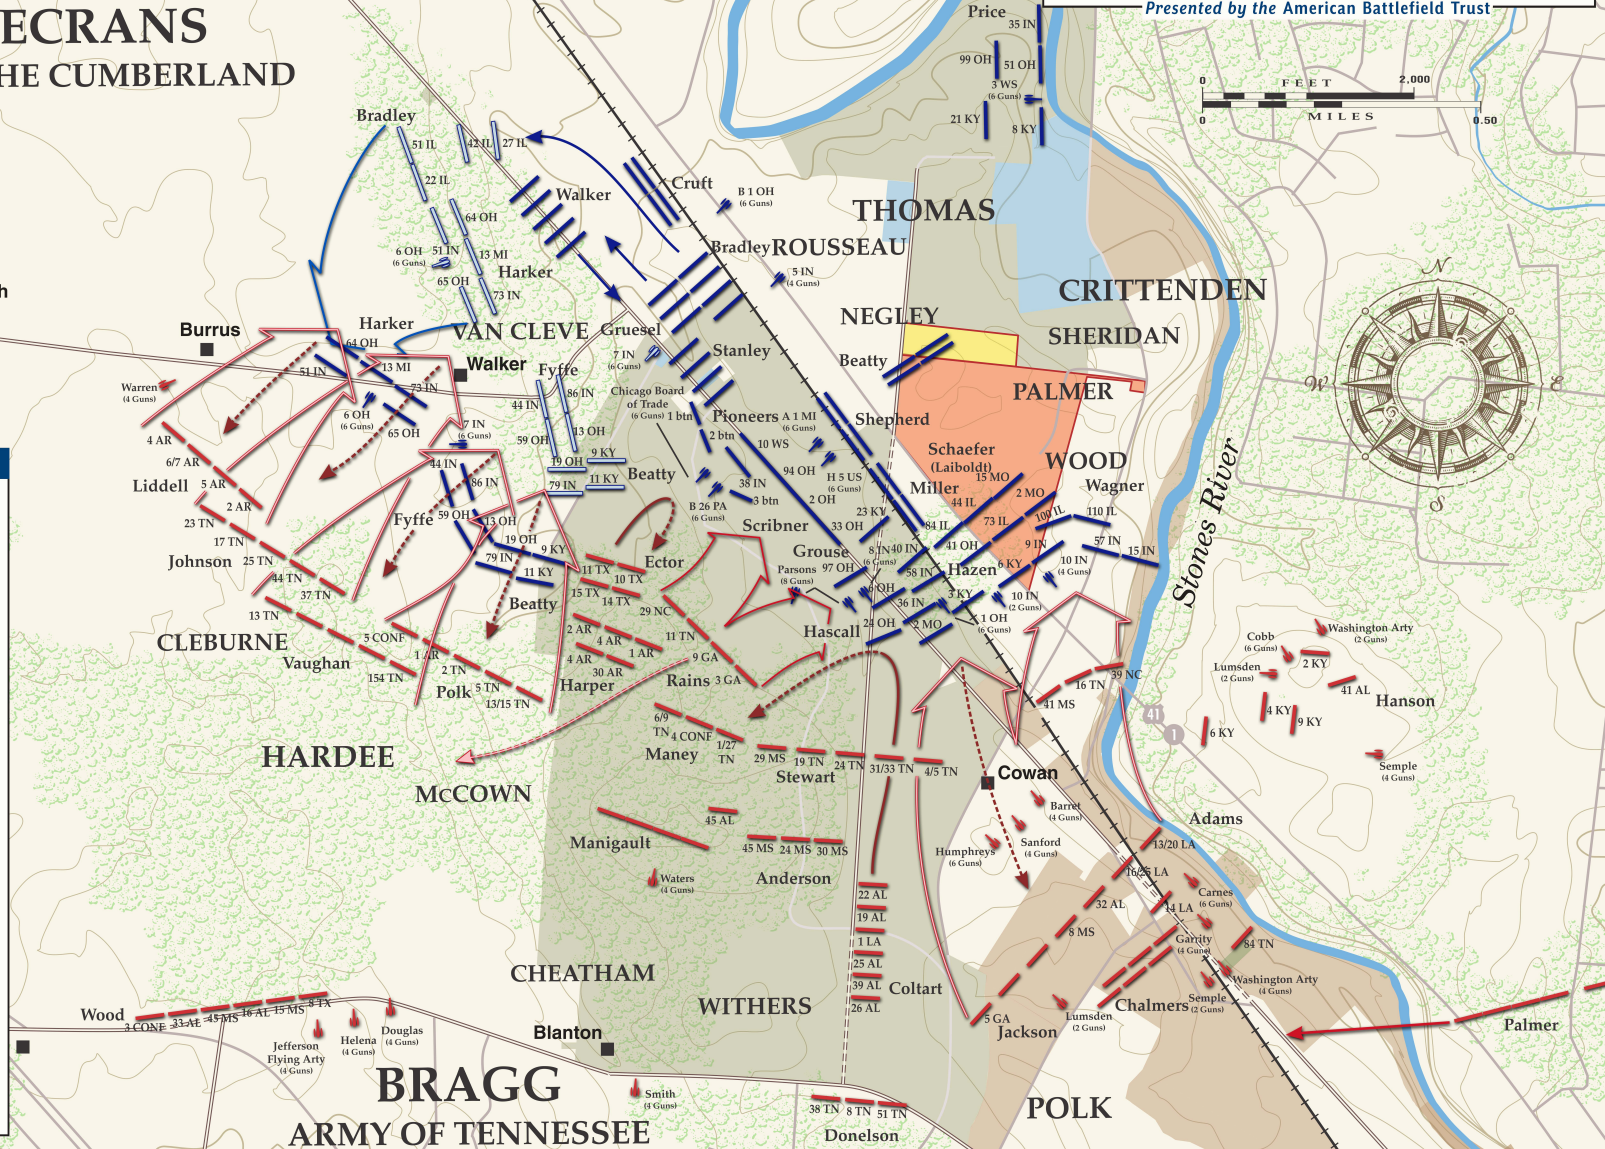 Presented by the American Battlefield Trust
ECRANS
HE CUMBERLAND
Price
35 IN
99 OH
51 OH
3 WS
(6 Guns)
21 KY
8 KY
0
FEET
2,000
0
MILES
0.50
Bradley
51 IL
42 IL
27 IL
22 IL
64 OH
6 OH
(6 Guns)
51 IN
13 MI
65 OH
Harker
73 IN
Walker
Cruft
B 1 OH
(6 Guns)
Bradley
ROUSSEAU
5 IN
(4 Guns)
THOMAS
NEGLEY
Beatty
CRITTENDEN
SHERIDAN
PALMER
WOOD
Wagner
N
W
E
S
h
Burrus
Harker
64 OH
51 IN
13 MI
73 IN
VAN CLEVE
Walker
Gruesel
7 IN
(6 Guns)
Stanley
Fyffe
86 IN
44 IN
59 OH
13 OH
19 OH
9 KY
79 IN
11 KY
Beatty
Chicago Board
of Trade
(6 Guns)
1 btn
Pioneers
2 btn
10 WS
38 IN
3 btn
B 26 PA
(6 Guns)
Scribner
A 1 MI
(6 Guns)
94 OH
H 5 US
(6 Guns)
2 OH
33 OH
Shepherd
Schaefer
(Laiboldt)
15 MO
Miller
44 IL
2 MO
23 KY
84 IL
73 IL
100 IL
110 IL
57 IN
15 IN
Warren
(4 Guns)
6 OH
(6 Guns)
65 OH
7 IN
(6 Guns)
44 IN
86 IN
4 AR
6/7 AR
Liddell
5 AR
2 AR
23 TN
17 TN
Johnson
25 TN
44 TN
37 TN
13 TN
Fyffe
59 OH
13 OH
19 OH
79 IN
9 KY
11 KY
Beatty
Ector
11 TX
10 TX
15 TX
14 TX
29 NC
Grouse
97 OH
Parsons
(8 Guns)
8 IN
(6 Guns)
40 IN
41 OH
58 IN
Hazen
6 KY
9 IN
10 IN
(4 Guns)
10 IN
(2 Guns)
6 OH
36 IN
3 KY
24 OH
2 MO
1 OH
(6 Guns)
Hascall
Stones River
CLEBURNE
Vaughan
154 TN
5 CONF
1 AR
2 TN
Polk
5 TN
13/15 TN
2 AR
4 AR
4 AR
1 AR
30 AR
Harper
11 TN
9 GA
Rains
3 GA
HARDEE
McCOWN
6/9
TN
4 CONF
1/27
TN
Maney
29 MS
19 TN
24 TN
31/33 TN
4/5 TN
Stewart
39 NC
16 TN
41 MS
41
1
Cobb
(6 Guns)
Washington Arty
(2 Guns)
Lumsden
(2 Guns)
2 KY
41 AL
Hanson
4 KY
9 KY
6 KY
Semple
(4 Guns)
Cowan
Barret
(4 Guns)
Humphreys
(6 Guns)
Sanford
(4 Guns)
Adams
13/20 LA
16/25 LA
32 AL
14 LA
8 MS
Carnes
(6 Guns)
Garrity
(4 Guns)
84 TN
Washington Arty
(4 Guns)
Semple
(2 Guns)
Chalmers
Lumsden
(2 Guns)
5 GA
Jackson
Palmer
Manigault
45 AL
45 MS
24 MS
30 MS
Waters
(4 Guns)
Anderson
22 AL
19 AL
1 LA
25 AL
39 AL
26 AL
Coltart
CHEATHAM
WITHERS
Wood
3 CONF
33 AL
45 MS
16 AL
15 MS
8 TX
Jefferson
Flying Arty
(4 Guns)
Helena
(4 Guns)
Douglas
(4 Guns)
Blanton
Smith
(4 Guns)
BRAGG
ARMY OF TENNESSEE
38 TN
8 TN
51 TN
Donelson
POLK